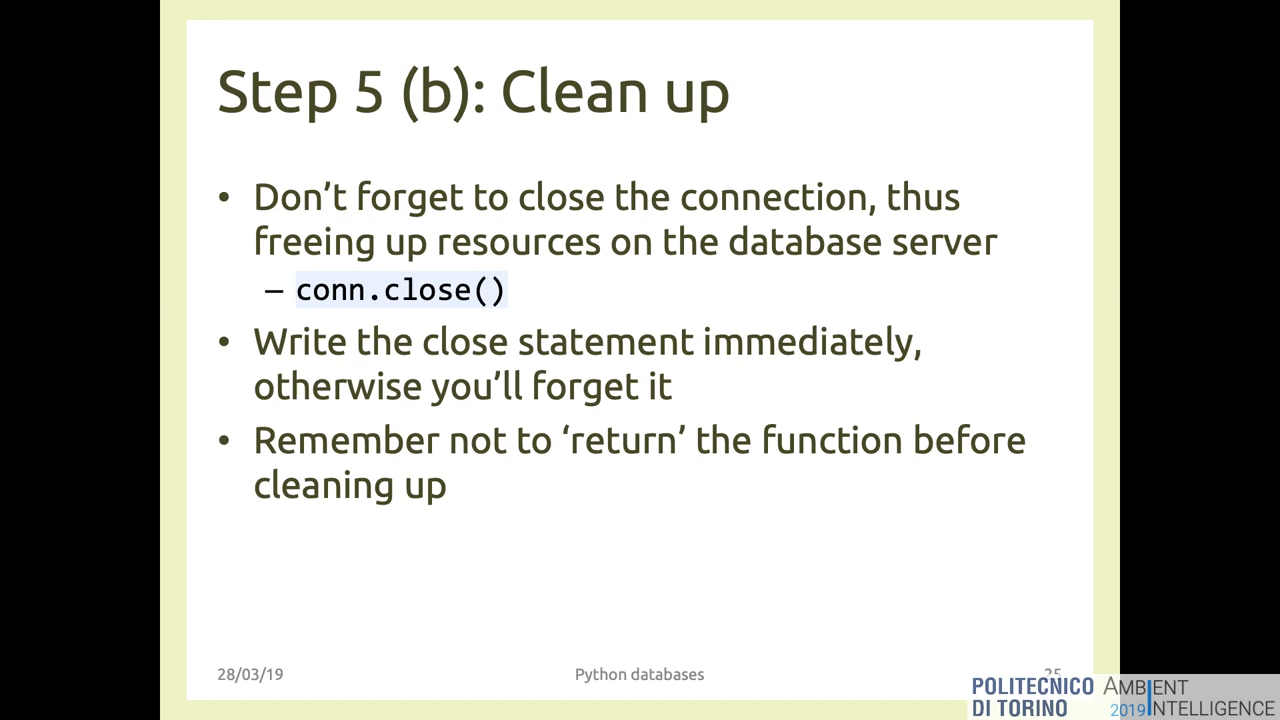 Step 5 (b): Clean up
• Don’t forget to close the connection, thus
freeing up resources on the database server
– conn.close()
• Write the close statement immediately,
otherwise you’ll forget it
• Remember not to ‘return’ the function before
cleaning up
28/03/19
Python databases
25
POLITECNICO
DI TORINO
AMBIENT
2019 INTELLIGENCE